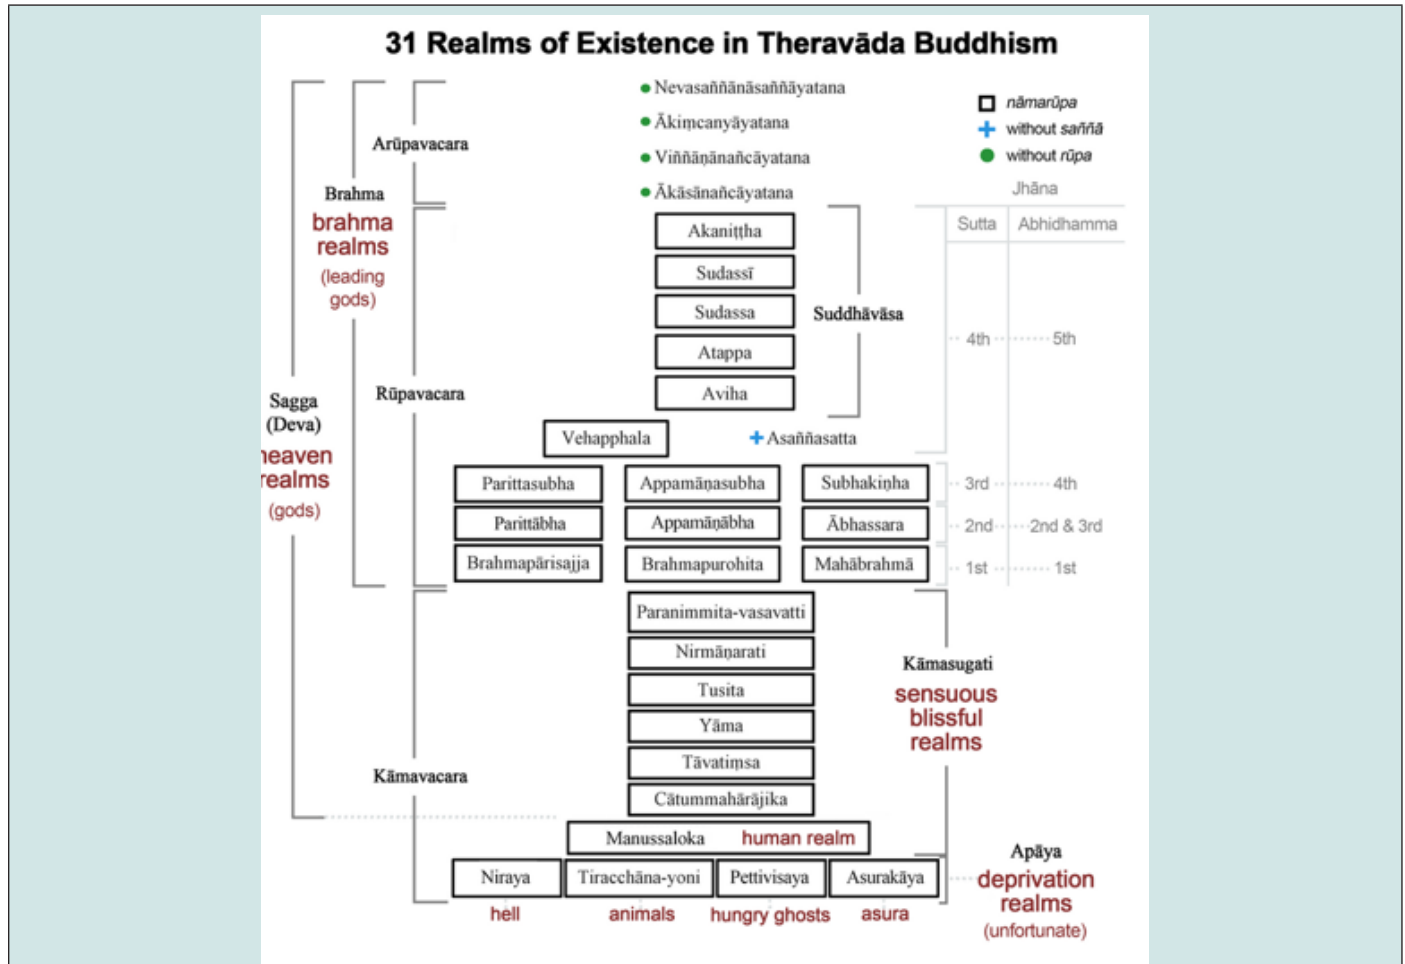 31 Realms of Existence in Theravāda Buddhism
Nevasaññānāsaññāyatana
Ākiṃcanyāyatana
Viññāṇānañcāyatana
Ākāsānañcāyatana
nāmarūpa
without saññā
without rūpa
Jhāna
Sutta
Abhidhamma
Arūpavacara
Brahma
brahma
realms
(leading
gods)
Akaniṭṭha
Sudassī
Sudassa
Atappa
Aviha
Suddhāvāsa
4th
5th
Rūpavacara
Sagga
(Deva)
heaven
realms
(gods)
Vehapphala
Asaññasatta
Parittasubha
Appamāṇasubha
Subhakiṇha
3rd
4th
Parittābha
Appamāṇābha
Ābhassara
2nd
2nd & 3rd
Brahmapārisajja
Brahmapurohita
Mahābrahmā
1st
1st
Paranimmita-vasavatti
Nirmāṇarati
Tusita
Yāma
Tāvatiṃsa
Cātummahārājika
Kāmasugati
sensuous
blissful
realms
Kāmavacara
Manussaloka human realm
Niraya
Tiracchāna-yoni
Pettivisaya
Asurakāya
hell
animals
hungry ghosts
asura
Apāya
deprivation
realms
(unfortunate)